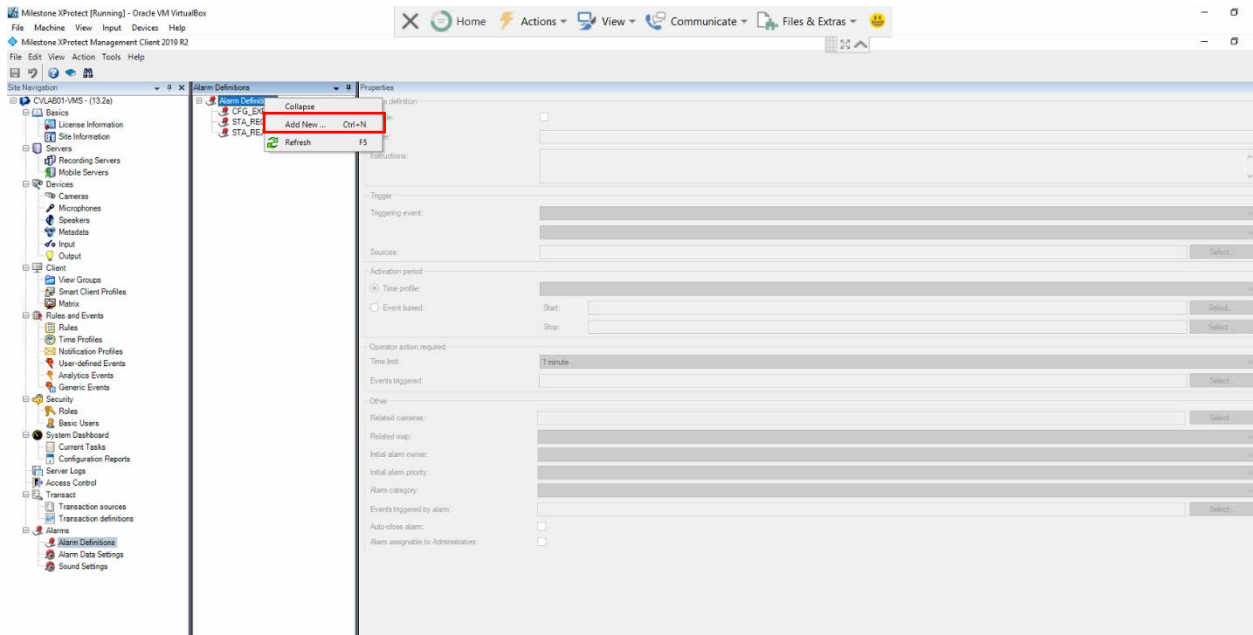 Milestone XProtect [Running] - Oracle VM VirtualBox
File Machine View Input Devices Help
Home Actions View Communicate Files & Extras
Milestone XProtect Management Client 2019 R2
File Edit View Action Tools Help
Site Navigation
CVLAB01-VMS - (13.2a)
Basics
License Information
Site Information
Servers
Recording Servers
Mobile Servers
Devices
Cameras
Microphones
Speakers
Metadata
Input
Output
Client
View Groups
Smart Client Profiles
Matrix
Rules and Events
Rules
Time Profiles
Notification Profiles
User-defined Events
Analytics Events
Generic Events
Security
Roles
Basic Users
System Dashboard
Current Tasks
Configuration Reports
Server Logs
Access Control
Transact
Transaction sources
Transaction definitions
Alarms
Alarm Definitions
Alarm Data Settings
Sound Settings
Alarm Definitions
Alarm Definiti
CFG_EX
STA_REC
STA_REA
Collapse
Add New ... Ctrl+N
Refresh F5
Properties
definition
Instructions:
Trigger
Triggering event:
Sources: Select...
Activation period
Time profile:
Event based: Start: Select...
Stop: Select...
Operator action required
Time limit: 1 minute
Events triggered: Select...
Other
Related cameras: Select...
Related map:
Initial alarm owner:
Initial alarm priority:
Alarm category:
Events triggered by alarm: Select...
Auto-close alarm:
Alarm assignable to Administrators: